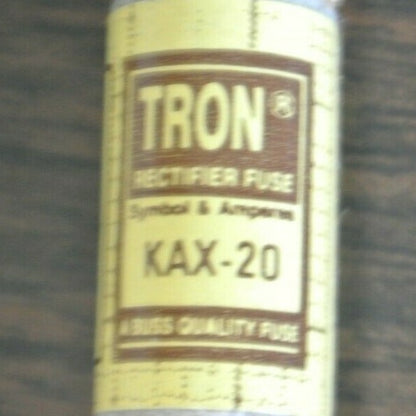 TRON®
RECTIFIER FUSE
Symbol & Amperes
KAX-20
A BUSS QUALITY FUSE